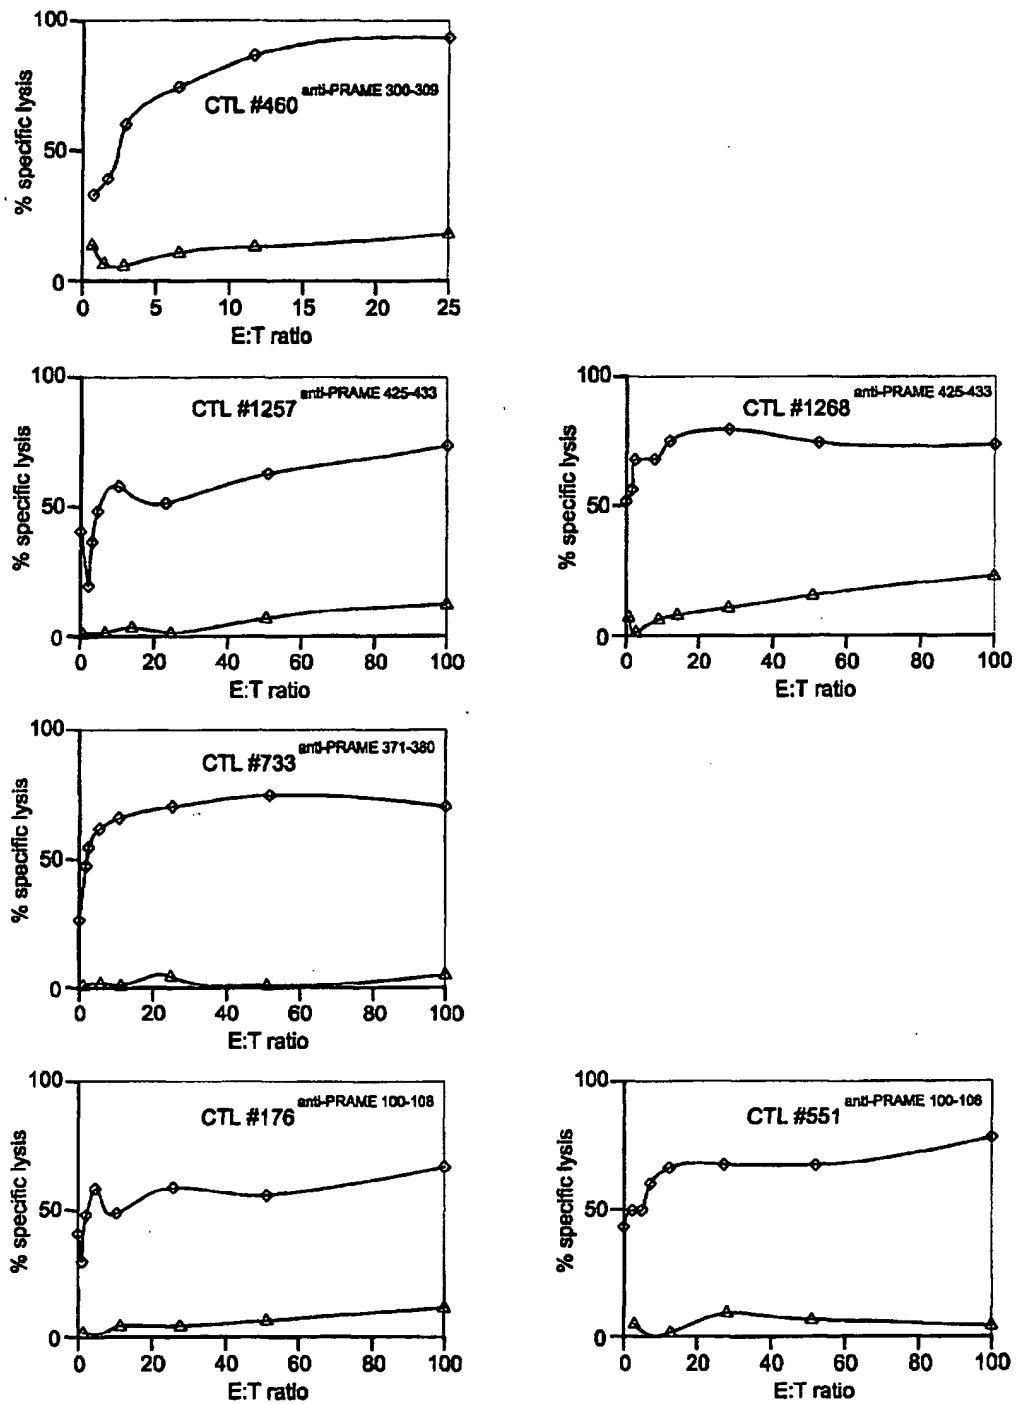 100
50
0
% specific lysis
CTL #460 anti-PRAME 300-309
0 5 10 15 20 25
E:T ratio
100
50
0
% specific lysis
CTL #1257 anti-PRAME 425-433
0 20 40 60 80 100
E:T ratio
100
50
0
% specific lysis
CTL #1268 anti-PRAME 425-433
0 20 40 60 80 100
E:T ratio
100
50
0
% specific lysis
CTL #733 anti-PRAME 371-380
0 20 40 60 80 100
E:T ratio
100
50
0
% specific lysis
CTL #176 anti-PRAME 100-108
0 20 40 60 80 100
E:T ratio
100
50
0
% specific lysis
CTL #551 anti-PRAME 100-108
0 20 40 60 80 100
E:T ratio